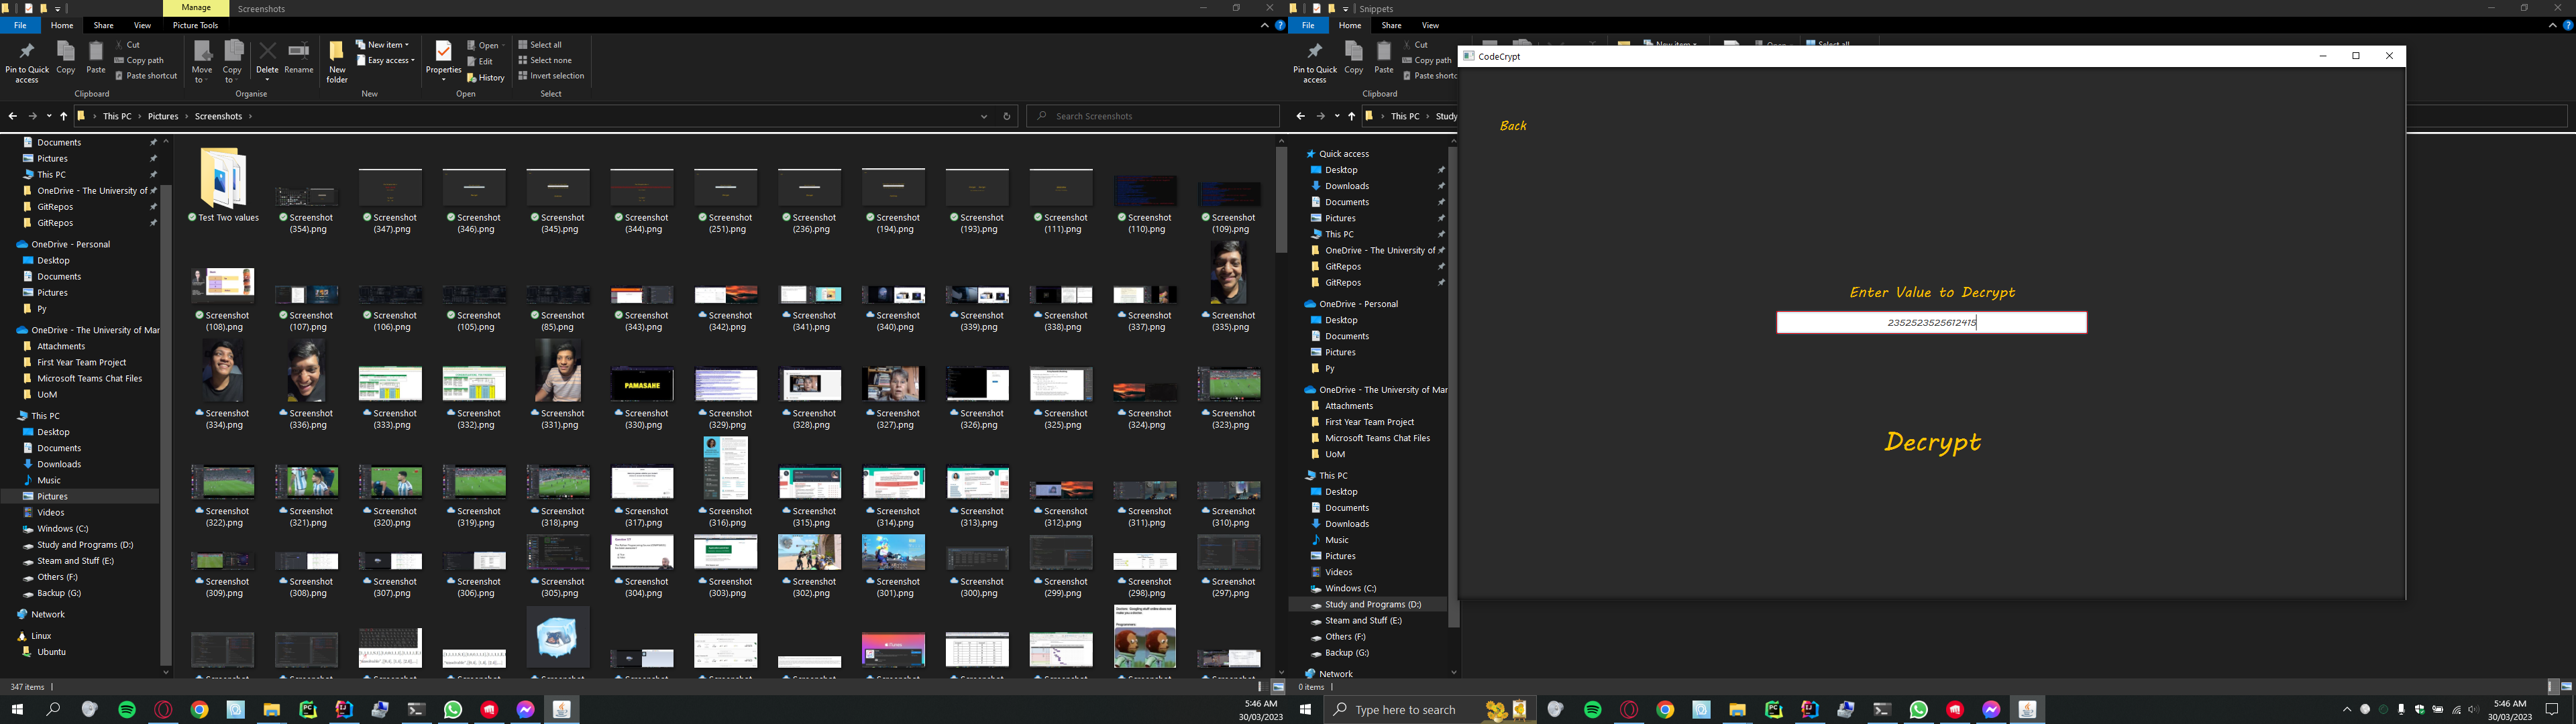 Manage
Screenshots
File
Home
Share
View
Picture Tools
Pin to Quick access
Copy
Paste
Cut
Copy path
Paste shortcut
Move to
Copy to
Delete
Rename
New folder
New item
Easy access
Properties
Open
Edit
History
Select all
Select none
Invert selection
Clipboard
Organise
New
Open
Select
This PC
Pictures
Screenshots
Search Screenshots
Documents
Pictures
This PC
OneDrive - The University of
GitRepos
GitRepos
OneDrive - Personal
Desktop
Documents
Pictures
Py
OneDrive - The University of Mar
Attachments
First Year Team Project
Microsoft Teams Chat Files
UoM
This PC
Desktop
Documents
Downloads
Music
Pictures
Videos
Windows (C:)
Study and Programs (D:)
Steam and Stuff (E:)
Others (F:)
Backup (G:)
Network
Linux
Ubuntu
Test Two values
Screenshot (354).png
Screenshot (347).png
Screenshot (346).png
Screenshot (345).png
Screenshot (344).png
Screenshot (251).png
Screenshot (236).png
Screenshot (194).png
Screenshot (193).png
Screenshot (111).png
Screenshot (110).png
Screenshot (109).png
Screenshot (108).png
Screenshot (107).png
Screenshot (106).png
Screenshot (105).png
Screenshot (85).png
Screenshot (343).png
Screenshot (342).png
Screenshot (341).png
Screenshot (340).png
Screenshot (339).png
Screenshot (338).png
Screenshot (337).png
Screenshot (335).png
PAMASAHE
Screenshot (334).png
Screenshot (336).png
Screenshot (333).png
Screenshot (332).png
Screenshot (331).png
Screenshot (330).png
Screenshot (329).png
Screenshot (328).png
Screenshot (327).png
Screenshot (326).png
Screenshot (325).png
Screenshot (324).png
Screenshot (323).png
Screenshot (322).png
Screenshot (321).png
Screenshot (320).png
Screenshot (319).png
Screenshot (318).png
Screenshot (317).png
Screenshot (316).png
Screenshot (315).png
Screenshot (314).png
Screenshot (313).png
Screenshot (312).png
Screenshot (311).png
Screenshot (310).png
Screenshot (309).png
Screenshot (308).png
Screenshot (307).png
Screenshot (306).png
Screenshot (305).png
Screenshot (304).png
Screenshot (303).png
Screenshot (302).png
Screenshot (301).png
Screenshot (300).png
Screenshot (299).png
Screenshot (298).png
Screenshot (297).png
347 items
5:46 AM
30/03/2023
Snippets
File
Home
Share
View
Pin to Quick access
Copy
Paste
Cut
Copy path
Paste shortc
Clipboard
New item
Select all
This PC
Study
Quick access
Desktop
Downloads
Documents
Pictures
This PC
OneDrive - The University of
GitRepos
GitRepos
OneDrive - Personal
Desktop
Documents
Pictures
Py
OneDrive - The University of Mar
Attachments
First Year Team Project
Microsoft Teams Chat Files
UoM
This PC
Desktop
Documents
Downloads
Music
Pictures
Videos
Windows (C:)
Study and Programs (D:)
Steam and Stuff (E:)
Others (F:)
Backup (G:)
Network
0 items
CodeCrypt
Back
Enter Value to Decrypt
2352523525612415
Decrypt
Type here to search
5:46 AM
30/03/2023